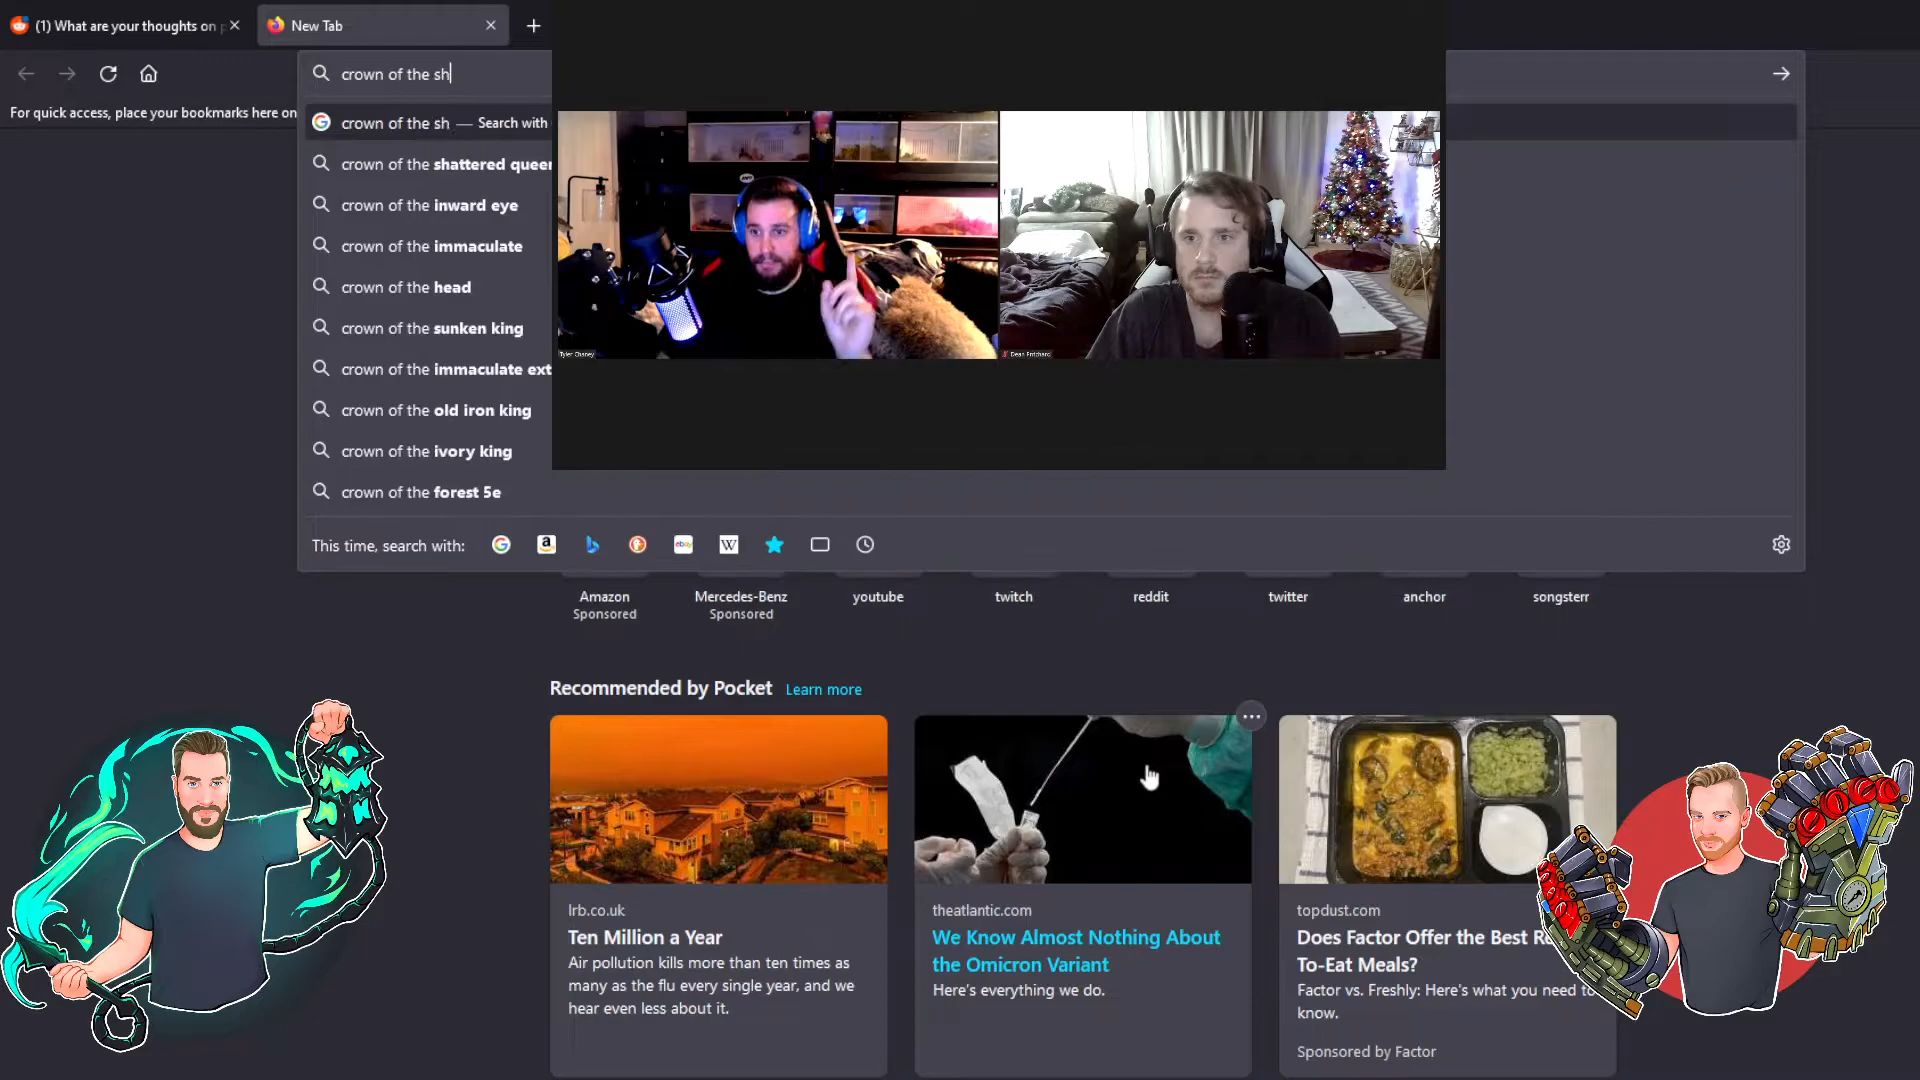 (1) What are your thoughts on p
New Tab
crown of the sh
For quick access, place your bookmarks here on
crown of the sh — Search with
crown of the shattered queen
crown of the inward eye
crown of the immaculate
crown of the head
crown of the sunken king
crown of the immaculate ext
crown of the old iron king
crown of the ivory king
crown of the forest 5e
Tyler Chaney
Dean Pritchard
This time, search with:
ebay
W
Amazon
Sponsored
Mercedes-Benz
Sponsored
youtube
twitch
reddit
twitter
anchor
songsterr
Recommended by Pocket Learn more
lrb.co.uk
Ten Million a Year
Air pollution kills more than ten times as
many as the flu every single year, and we
hear even less about it.
theatlantic.com
We Know Almost Nothing About
the Omicron Variant
Here's everything we do.
topdust.com
Does Factor Offer the Best Re
To-Eat Meals?
Factor vs. Freshly: Here's what you need to
know.
Sponsored by Factor